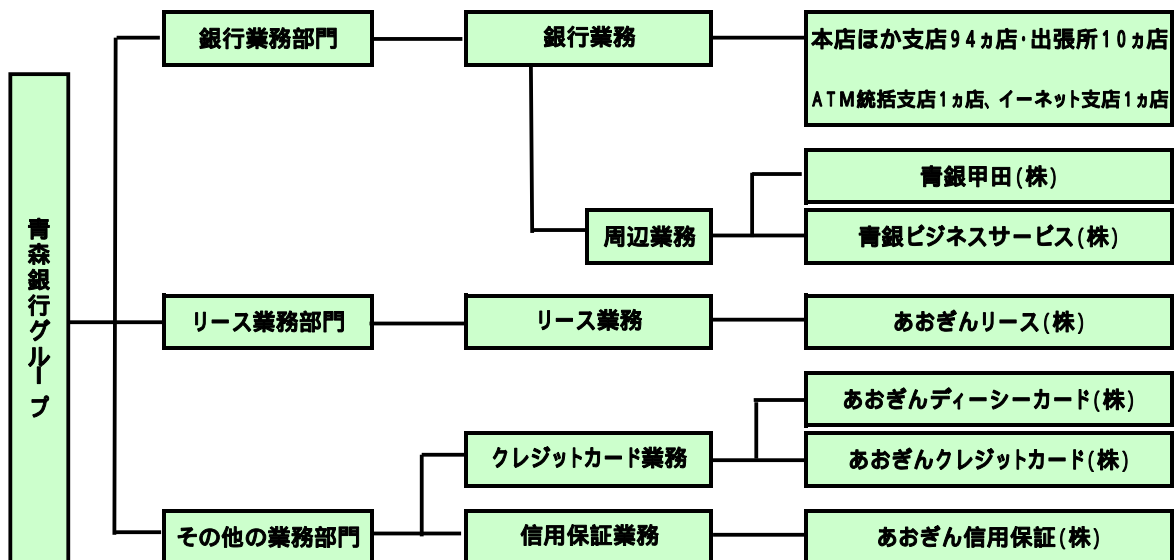 青森銀行グループ
銀行業務部門
銀行業務
本店ほか支店94ヵ店・出張所10ヵ店
ATM統括支店1ヵ店、イーネット支店1ヵ店
周辺業務
青銀甲田(株)
青銀ビジネスサービス(株)
リース業務部門
リース業務
あおぎんリース(株)
その他の業務部門
クレジットカード業務
あおぎんディーシーカード(株)
あおぎんクレジットカード(株)
信用保証業務
あおぎん信用保証(株)